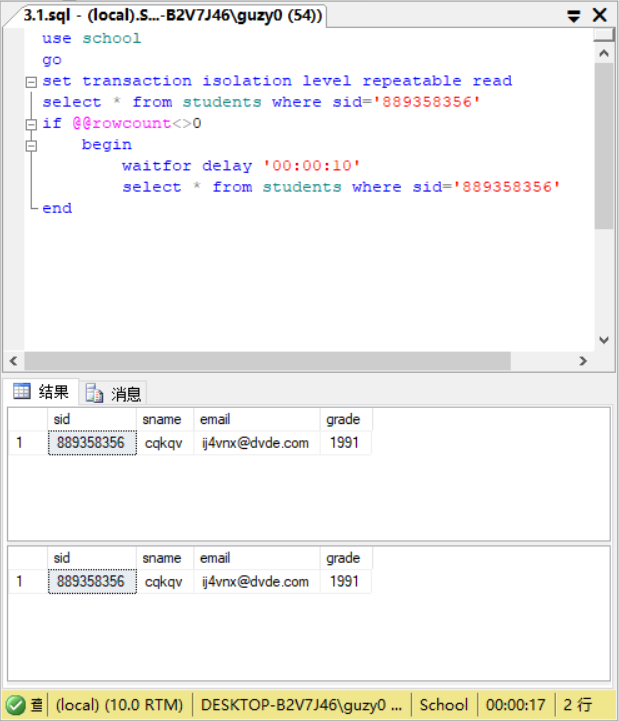 3.1.sql - (local).S...-B2V7J46\guzy0 (54))
use school
go
set transaction isolation level repeatable read
select * from students where sid='889358356'
if @@rowcount<>0
begin
waitfor delay '00:00:10'
select * from students where sid='889358356'
end
结果 消息
sid sname email grade
1 889358356 cqkqv ij4vnx@dvde.com 1991
sid sname email grade
1 889358356 cqkqv ij4vnx@dvde.com 1991
(local) (10.0 RTM) DESKTOP-B2V7J46\guzy0 ... School 00:00:17 2 行